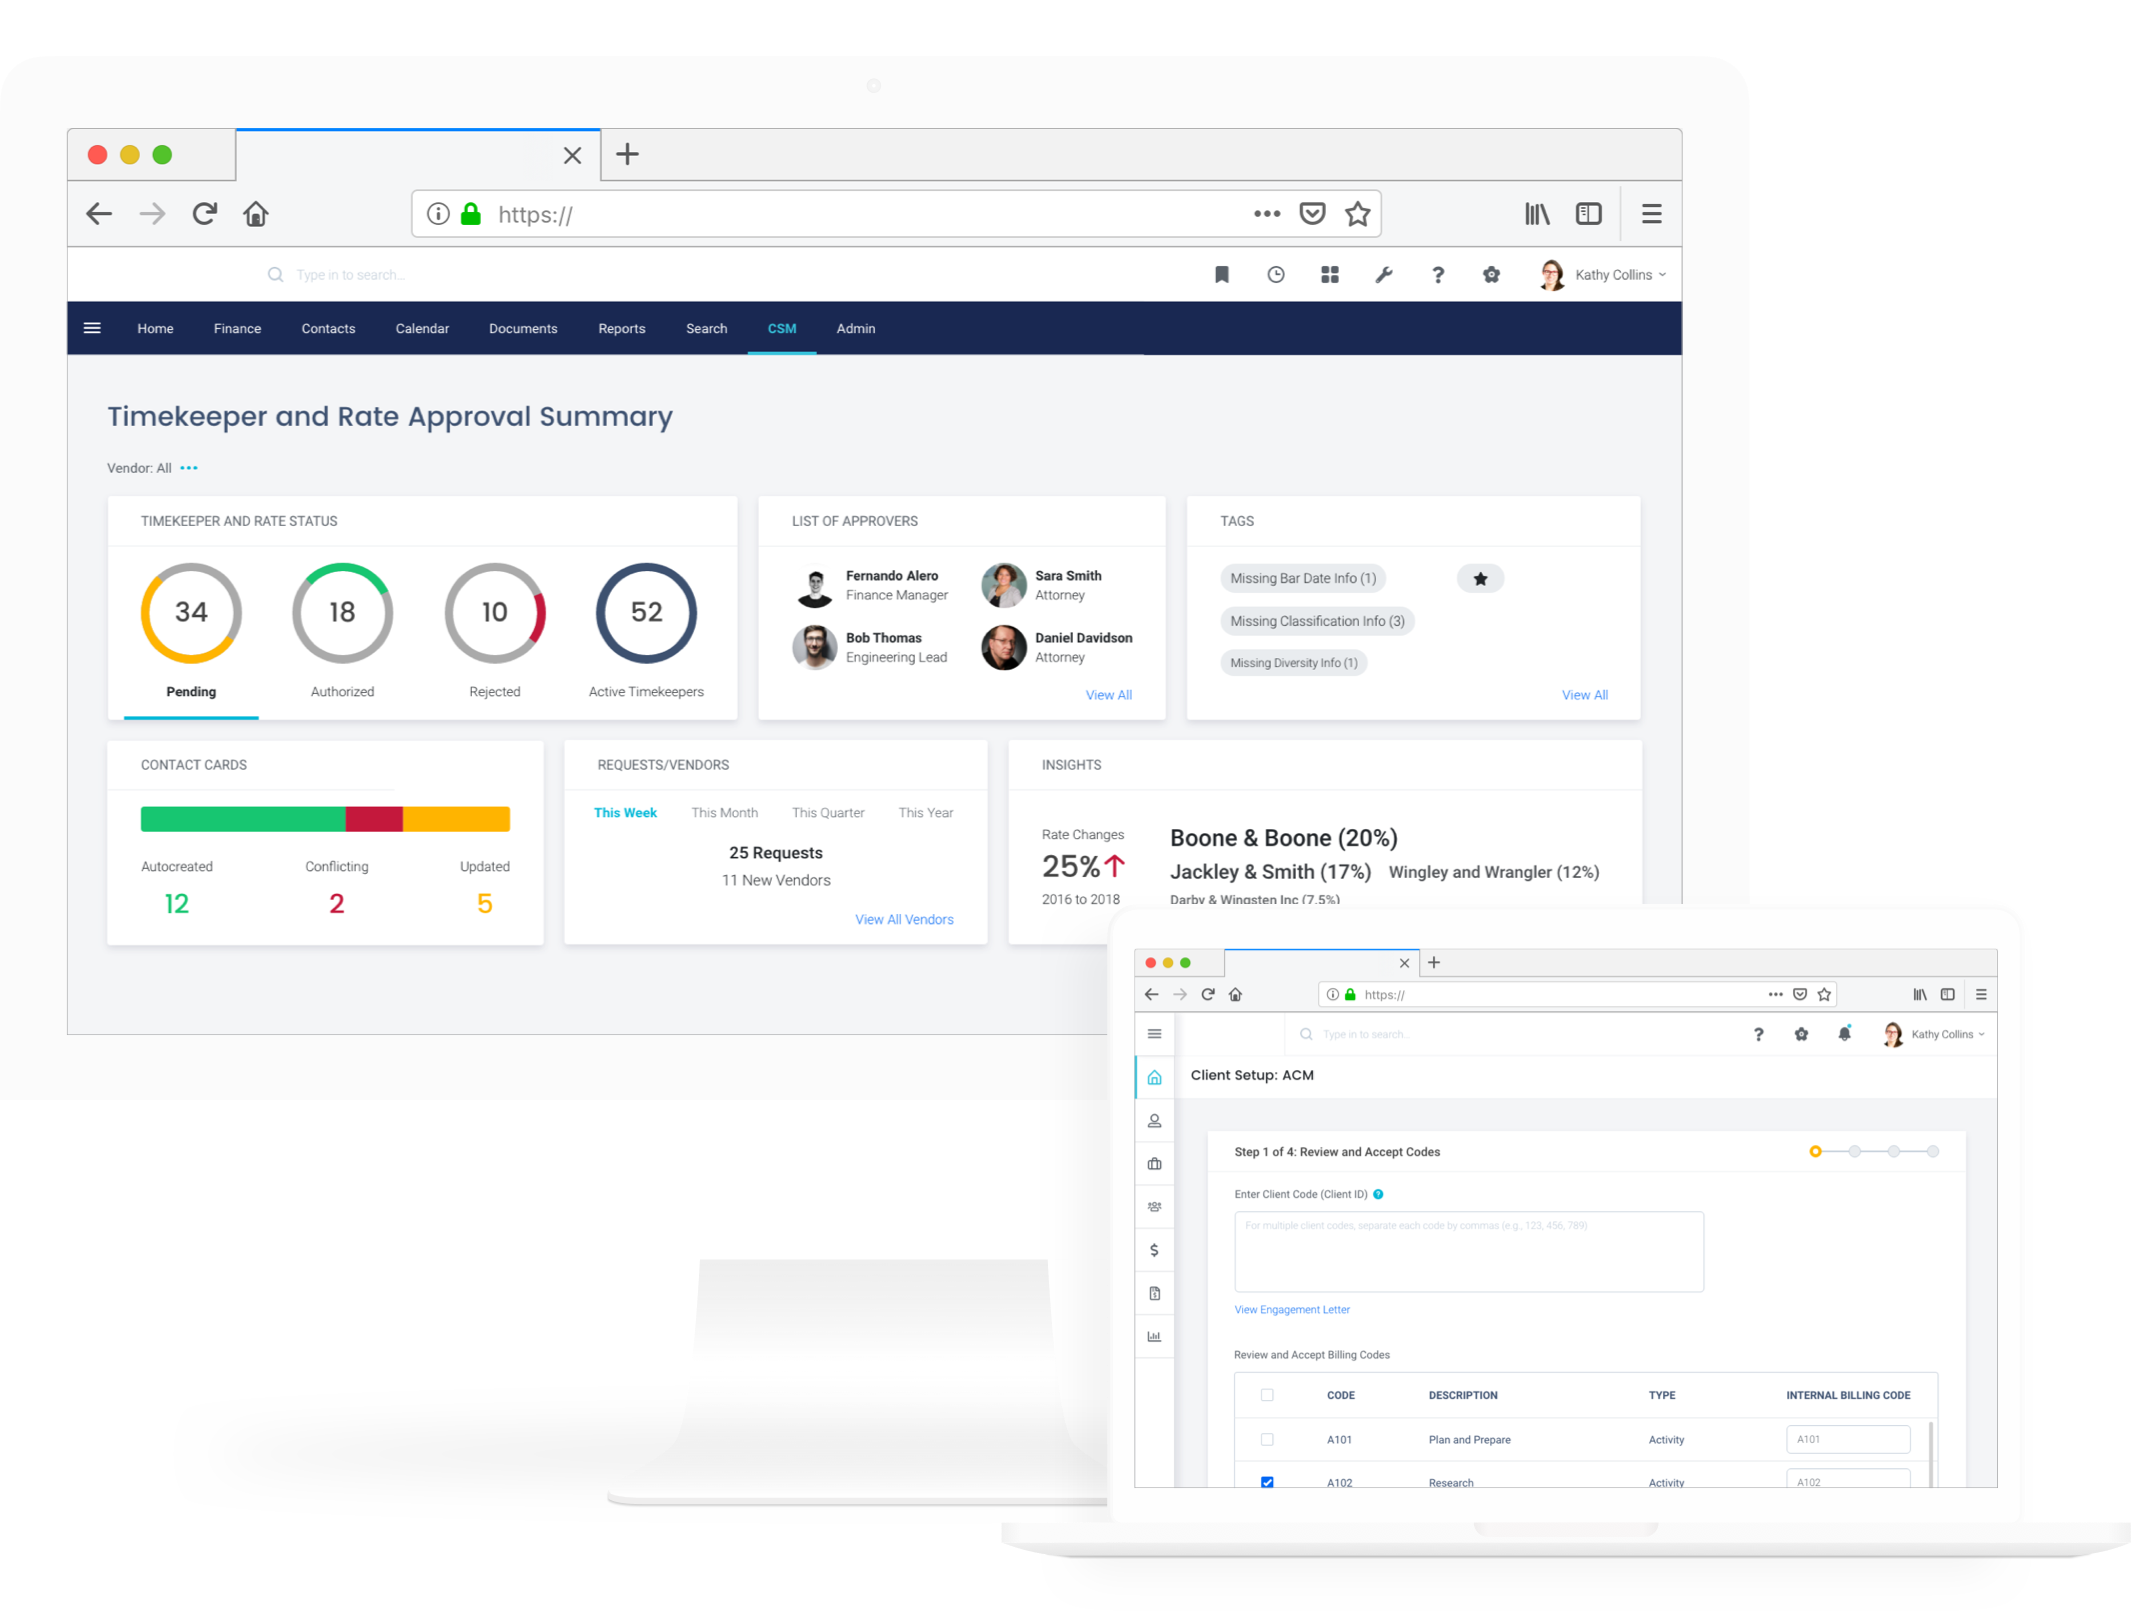 https://
Type in to search...
Kathy Collins
Home Finance Contacts Calendar Documents Reports Search CSM Admin
Timekeeper and Rate Approval Summary
Vendor: All
TIMEKEEPER AND RATE STATUS
34 18 10 52
Pending Authorized Rejected Active Timekeepers
LIST OF APPROVERS
Fernando Alero
Finance Manager
Sara Smith
Attorney
Bob Thomas
Engineering Lead
Daniel Davidson
Attorney
View All
TAGS
Missing Bar Date Info (1)
Missing Classification Info (3)
Missing Diversity Info (1)
View All
CONTACT CARDS
Autocreated Conflicting Updated
12 2 5
REQUESTS/VENDORS
This Week This Month This Quarter This Year
25 Requests
11 New Vendors
View All Vendors
INSIGHTS
Rate Changes
25%
2016 to 2018
Boone & Boone (20%)
Jackley & Smith (17%) Wingley and Wrangler (12%)
Darby & Wingsten Inc (7.5%)
https://
Type in to search...
Kathy Collins
Client Setup: ACM
Step 1 of 4: Review and Accept Codes
Enter Client Code (Client ID)
For multiple client codes, separate each code by commas (e.g., 123, 456, 789)
View Engagement Letter
Review and Accept Billing Codes
CODE DESCRIPTION TYPE INTERNAL BILLING CODE
A101 Plan and Prepare Activity A101
A102 Research Activity A102